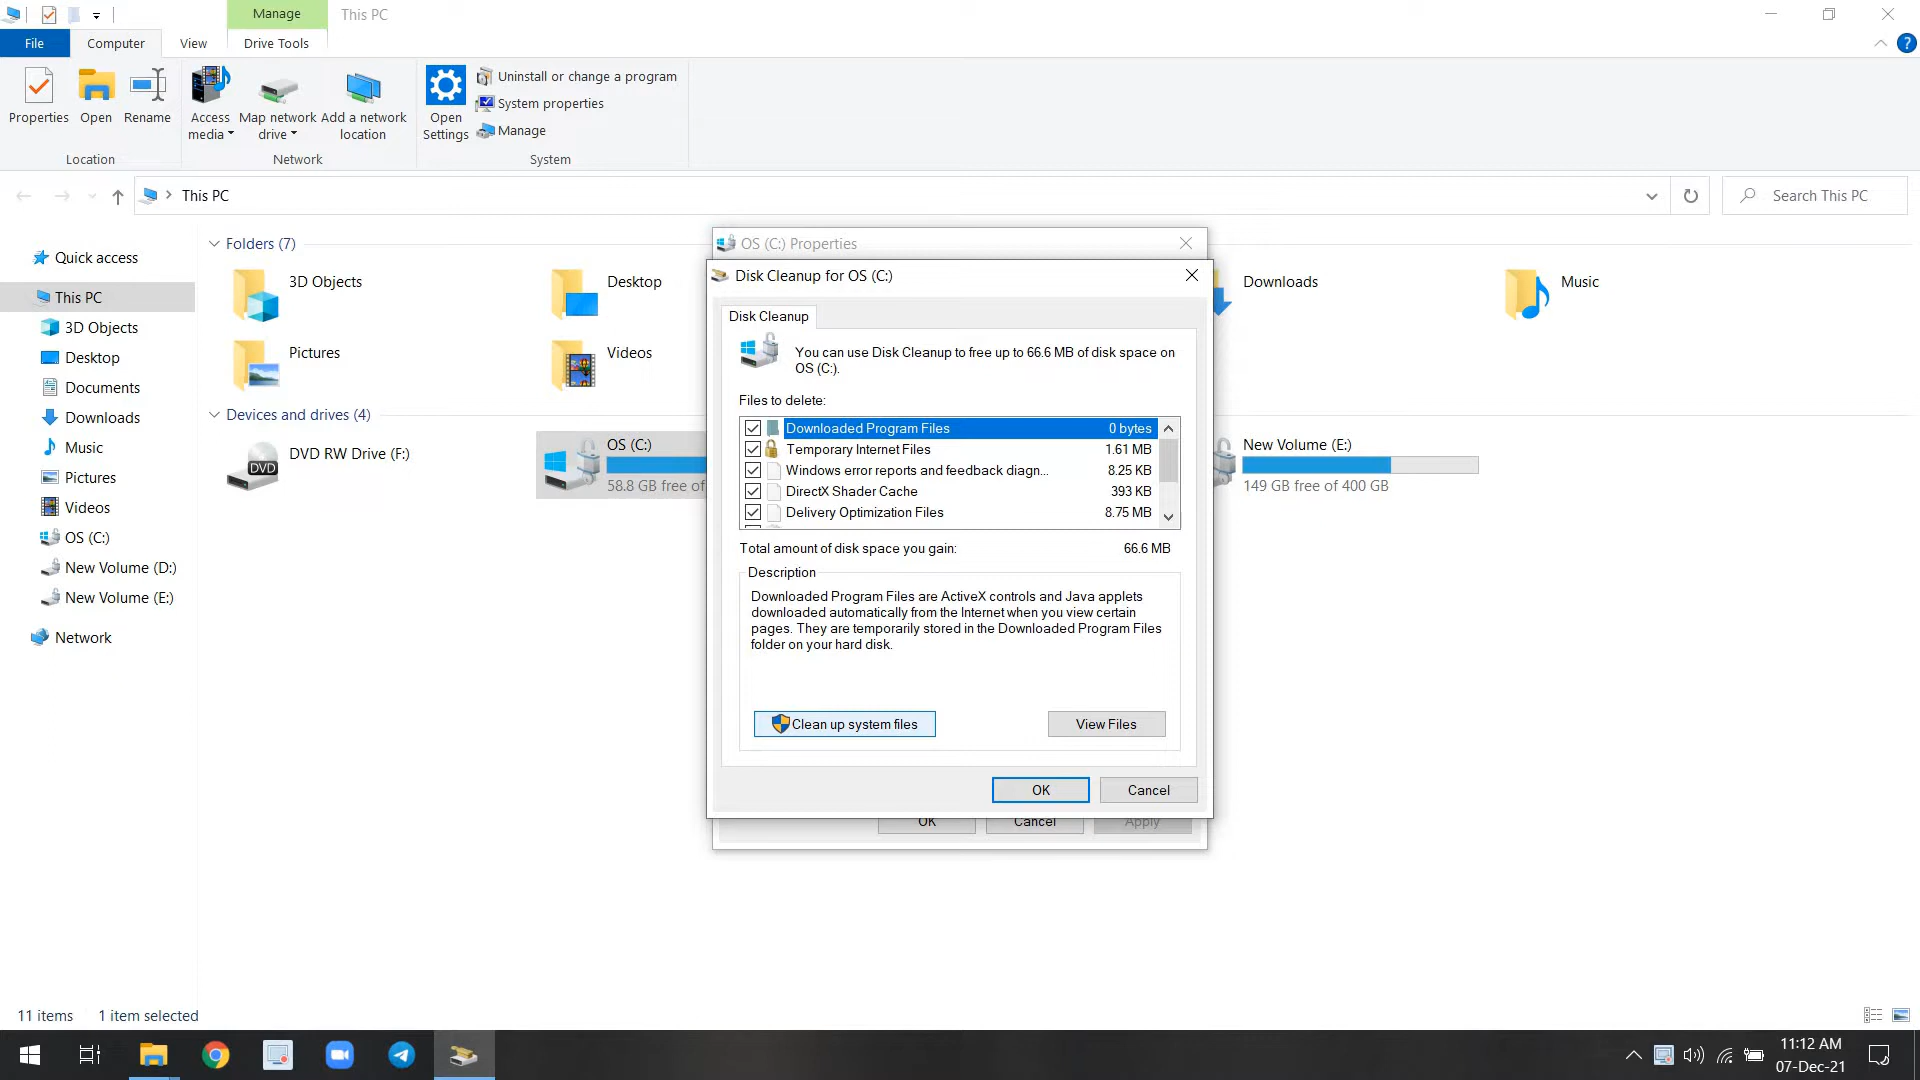 Manage
This PC
File
Computer
View
Drive Tools
?
Properties
Open
Rename
Access
media
Map network
drive
Add a network
location
Open
Settings
Uninstall or change a program
System properties
Manage
Location
Network
System
This PC
Search This PC
Quick access
This PC
3D Objects
Desktop
Documents
Downloads
Music
Pictures
Videos
OS (C:)
New Volume (D:)
New Volume (E:)
Network
Folders (7)
3D Objects
Desktop
Downloads
Music
Pictures
Videos
Devices and drives (4)
DVD
DVD RW Drive (F:)
OS (C:)
58.8 GB free of
New Volume (E:)
149 GB free of 400 GB
OS (C:) Properties
Disk Cleanup for OS (C:)
Disk Cleanup
You can use Disk Cleanup to free up to 66.6 MB of disk space on
OS (C:).
Files to delete:
Downloaded Program Files 0 bytes
Temporary Internet Files 1.61 MB
Windows error reports and feedback diagn... 8.25 KB
DirectX Shader Cache 393 KB
Delivery Optimization Files 8.75 MB
Total amount of disk space you gain: 66.6 MB
Description
Downloaded Program Files are ActiveX controls and Java applets
downloaded automatically from the Internet when you view certain
pages. They are temporarily stored in the Downloaded Program Files
folder on your hard disk.
Clean up system files
View Files
OK
Cancel
OK
Cancel
Apply
11 items
1 item selected
11:12 AM
07-Dec-21